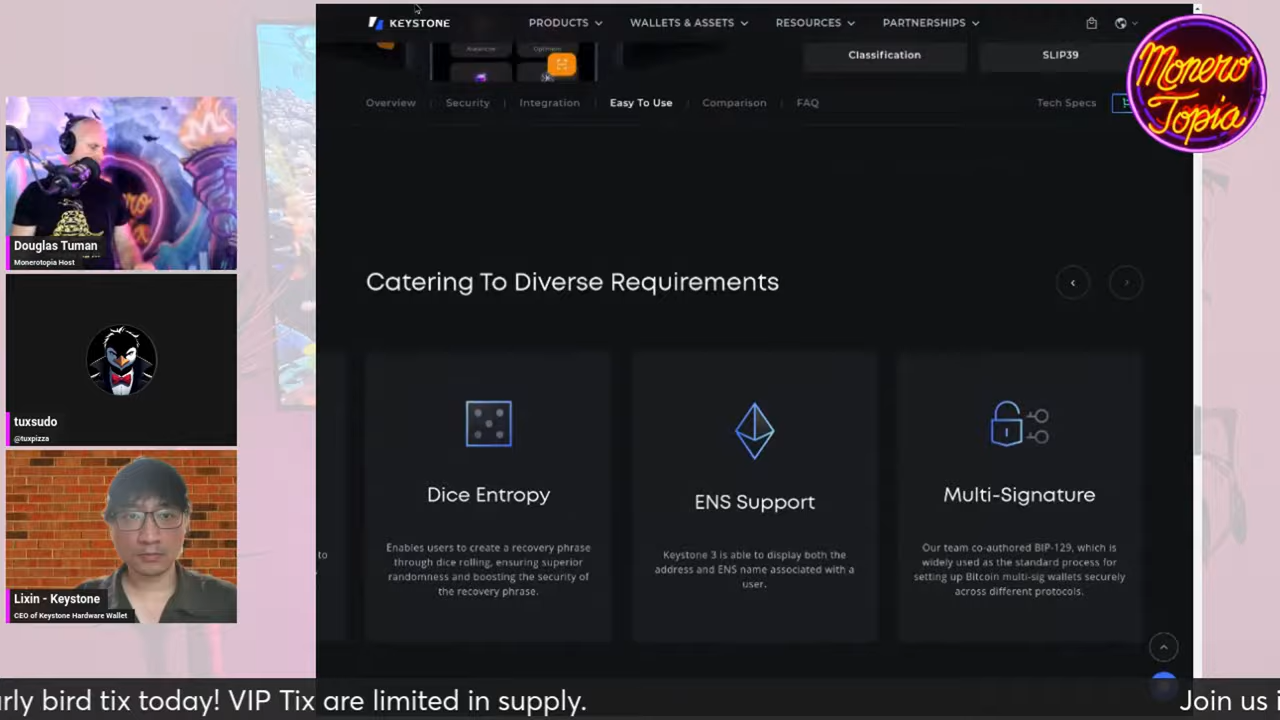 KEYSTONE
PRODUCTS
WALLETS & ASSETS
RESOURCES
PARTNERSHIPS
Monero
Topia
Classification
SLIP39
Overview
Security
Integration
Easy To Use
Comparison
FAQ
Tech Specs
Catering To Diverse Requirements
Dice Entropy
Enables users to create a recovery phrase
through dice rolling, ensuring superior
randomness and boosting the security of
the recovery phrase.
ENS Support
Keystone 3 is able to display both the
address and ENS name associated with a
user.
Multi-Signature
Our team co-authored BIP-129, which is
widely used as the standard process for
setting up Bitcoin multi-sig wallets securely
across different protocols.
to
Douglas Tuman
Monerotopia Host
tuxsudo
@tuxpizza
Lixin - Keystone
CEO of Keystone Hardware Wallet
arly bird tix today! VIP Tix are limited in supply.
Join us i